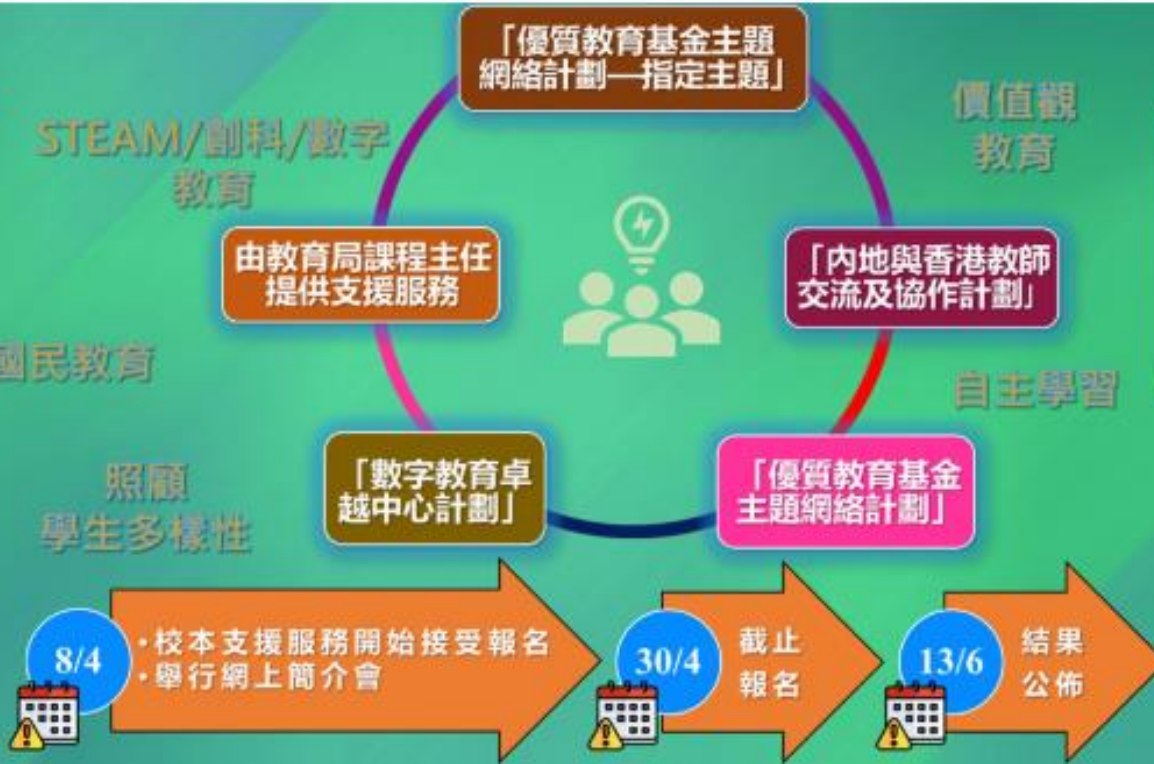 「優質教育基金主題
網絡計劃—指定主題」
STEAM/創科/數字
教育
價值觀
教育
由教育局課程主任
提供支援服務
「內地與香港教師
交流及協作計劃」
國民教育
自主學習
「數字教育卓
越中心計劃」
「優質教育基金
主題網絡計劃」
照顧
學生多樣性
8/4
·校本支援服務開始接受報名
·舉行網上簡介會
30/4
截止
報名
13/6
結果
公佈